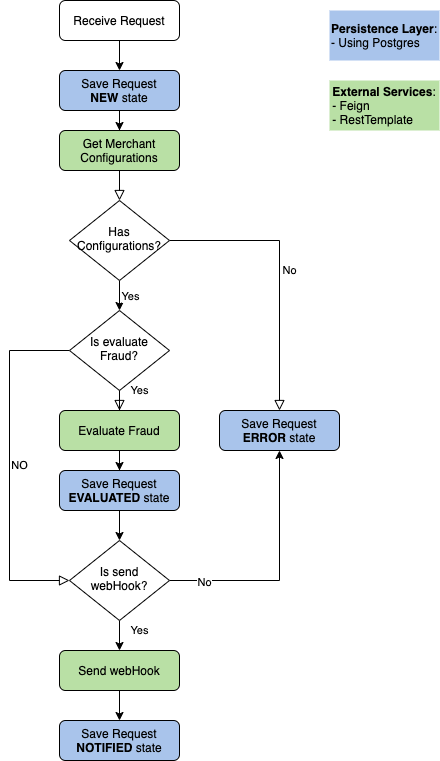 Receive Request
Persistence Layer:
- Using Postgres
Save Request
NEW state
External Services:
- Feign
- RestTemplate
Get Merchant
Configurations
Has
Configurations?
No
Yes
Is evaluate
Fraud?
Yes
Evaluate Fraud
Save Request
ERROR state
NO
Save Request
EVALUATED state
Is send
webHook?
No
Yes
Send webHook
Save Request
NOTIFIED state